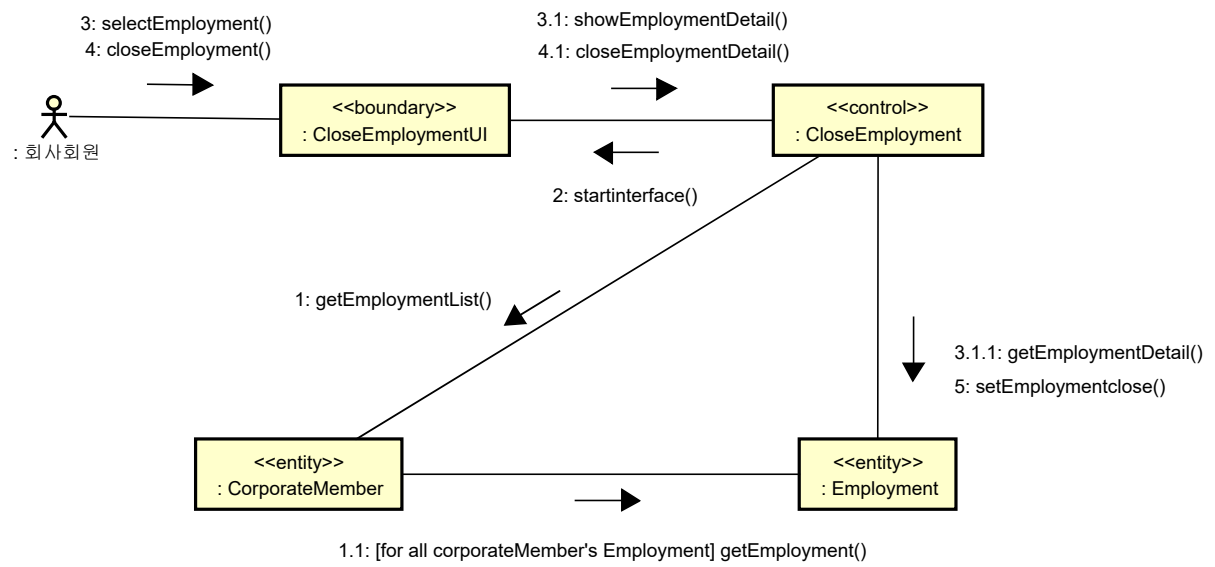 3: selectEmployment()
4: closeEmployment()
3.1: showEmploymentDetail()
4.1: closeEmploymentDetail()
<<boundary>>
: CloseEmploymentUI
<<control>>
: CloseEmployment
: 회사회원
2: startinterface()
1: getEmploymentList()
3.1.1: getEmploymentDetail()
5: setEmploymentclose()
<<entity>>
: CorporateMember
<<entity>>
: Employment
1.1: [for all corporateMember's Employment] getEmployment()